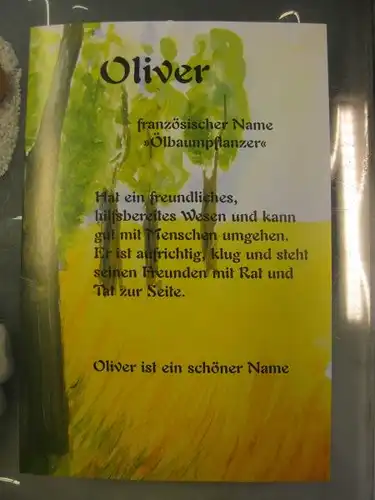 Oliver
französischer Name
»Ölbaumpflanzer«
Hat ein freundliches,
hilfsbereites Wesen und kann
gut mit Menschen umgehen.
Er ist aufrichtig, klug und steht
seinen Freunden mit Rat und
Tat zur Seite.
Oliver ist ein schöner Name